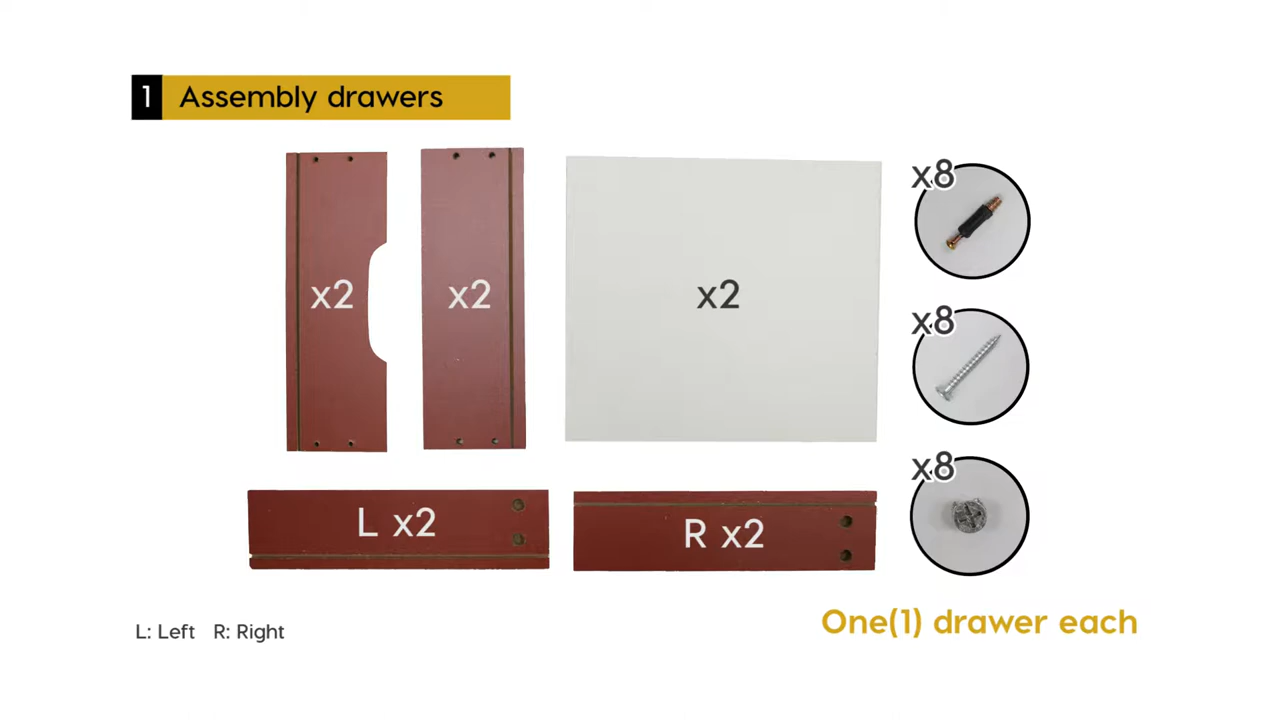 1 Assembly drawers
x2
x2
x2
x8
x8
x8
L x2
R x2
L: Left R: Right
One(1) drawer each